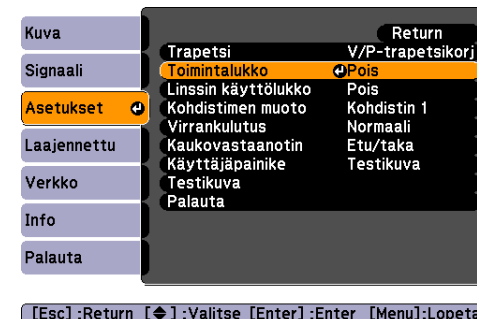 Kuva
Signaali
Asetukset
Laajennettu
Verkko
Info
Palauta
Return
Trapetsi V/P-trapetsikorj
Toimintalukko Pois
Linssin käyttölukko Pois
Kohdistimen muoto Kohdistin 1
Virrankulutus Normaali
Kaukovastaanotin Etu/taka
Käyttäjäpainike Testikuva
Testikuva
Palauta
[Esc] :Return [◆] :Valitse [Enter] :Enter [Menu]:Lopeta